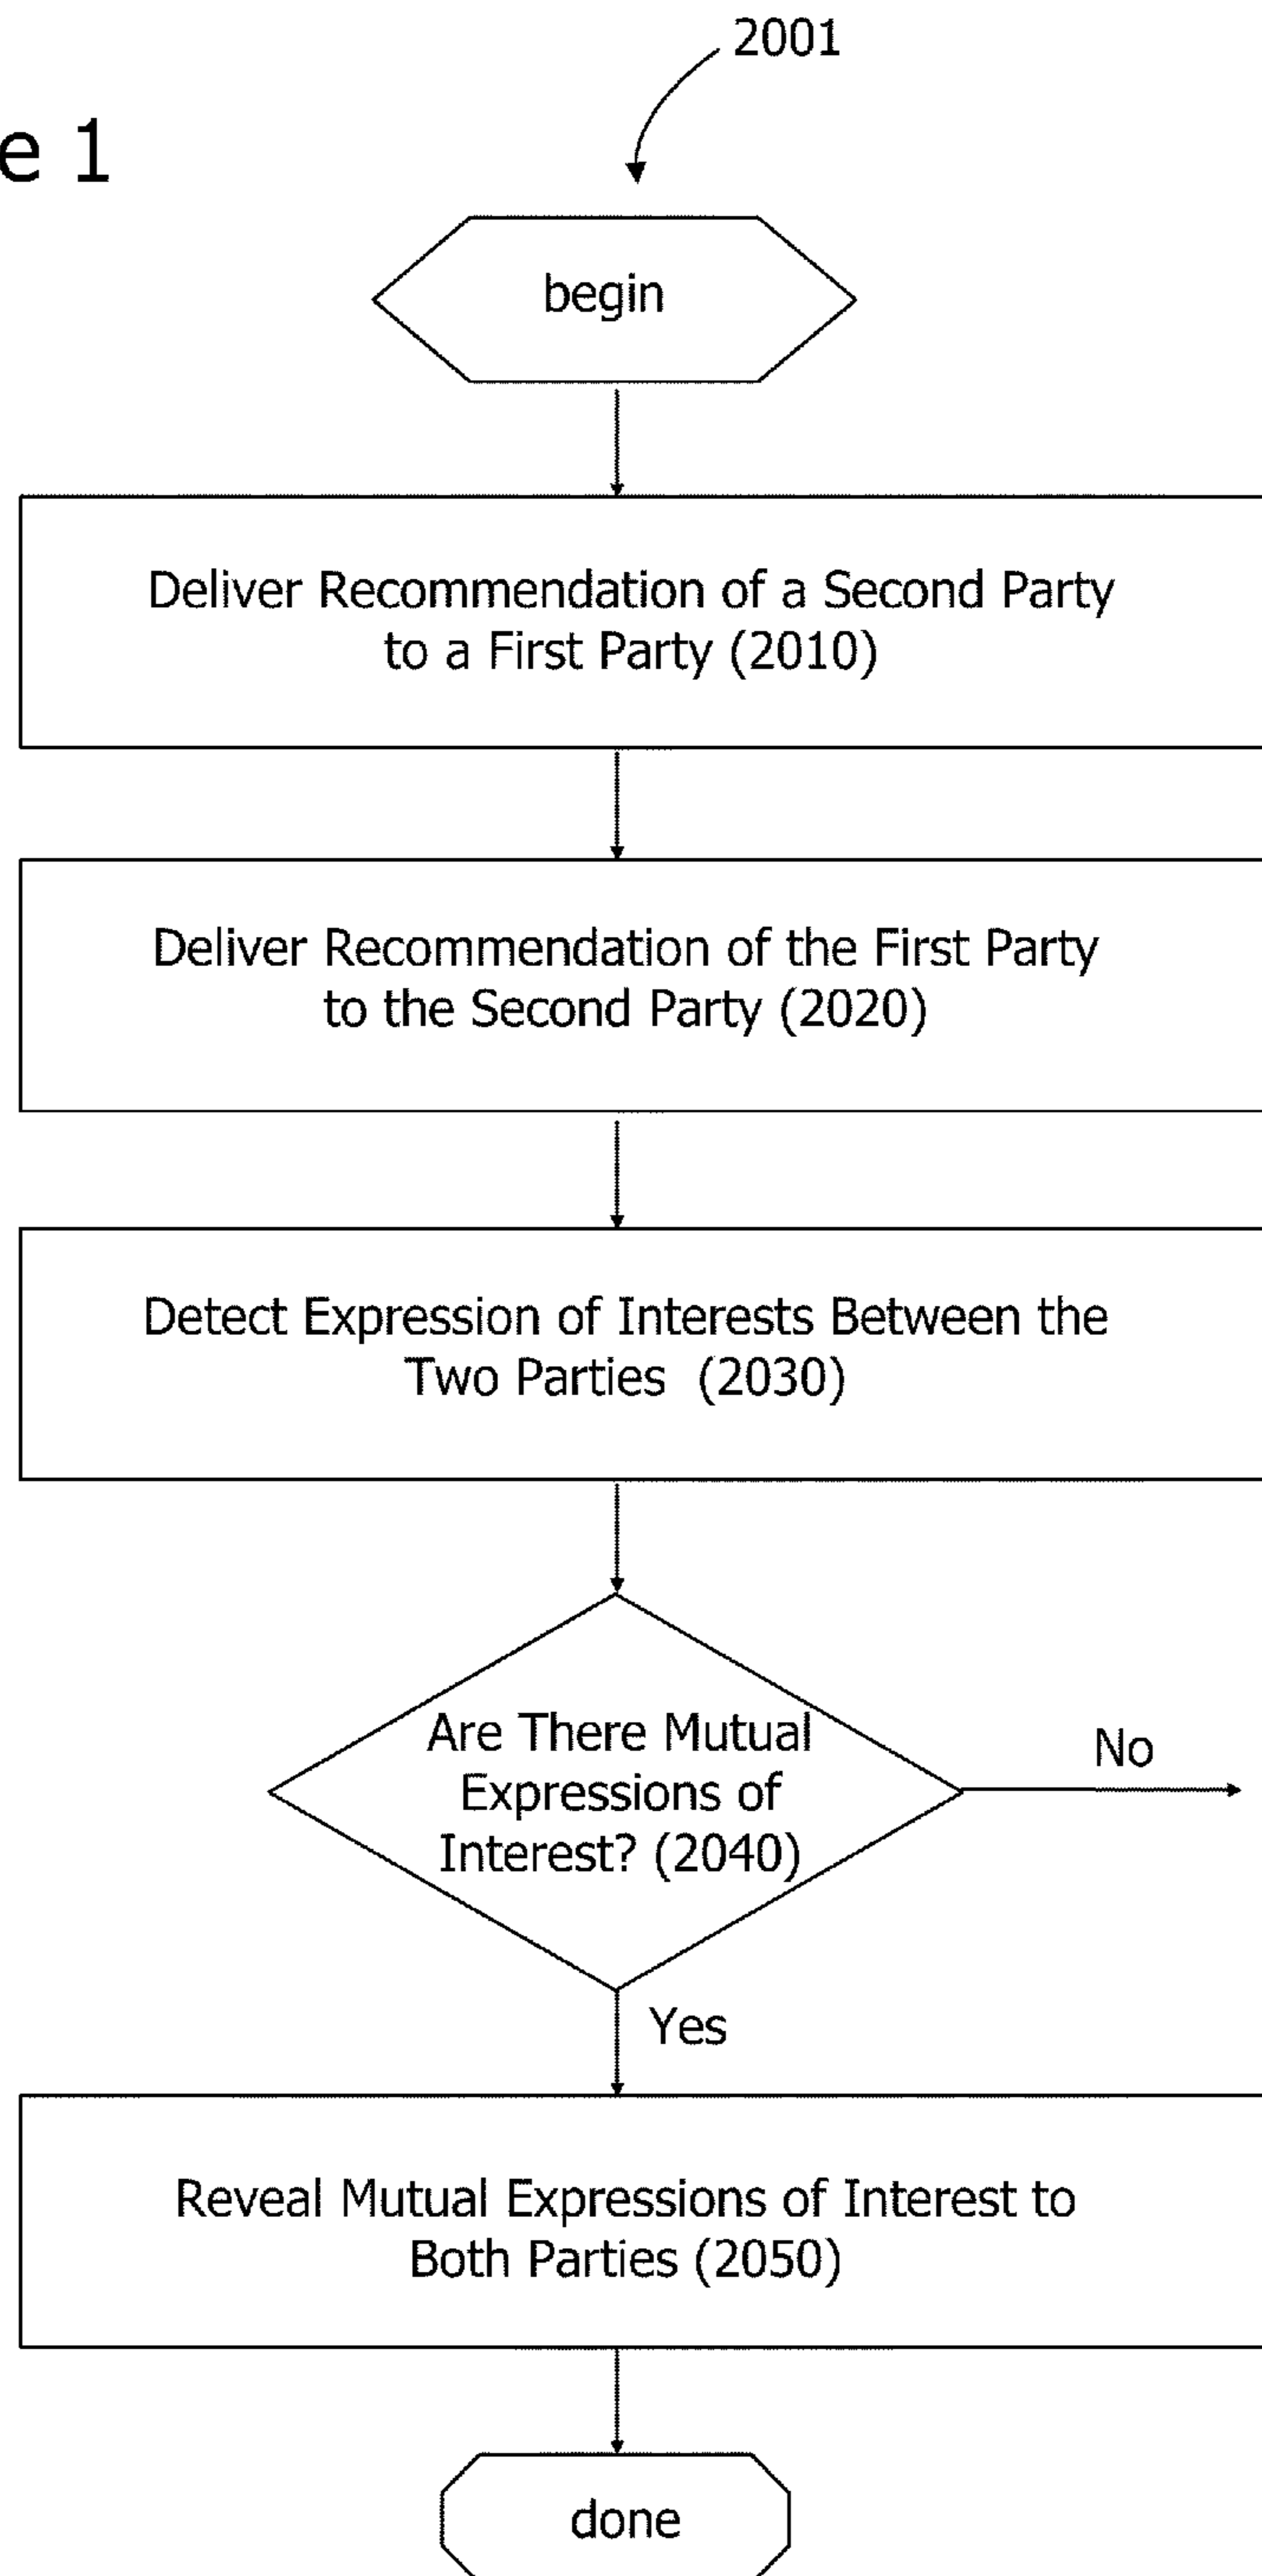 2001
e 1
begin
Deliver Recommendation of a Second Party
to a First Party (2010)
Deliver Recommendation of the First Party
to the Second Party (2020)
Detect Expression of Interests Between the
Two Parties (2030)
Are There Mutual
Expressions of
Interest? (2040)
No
Yes
Reveal Mutual Expressions of Interest to
Both Parties (2050)
done